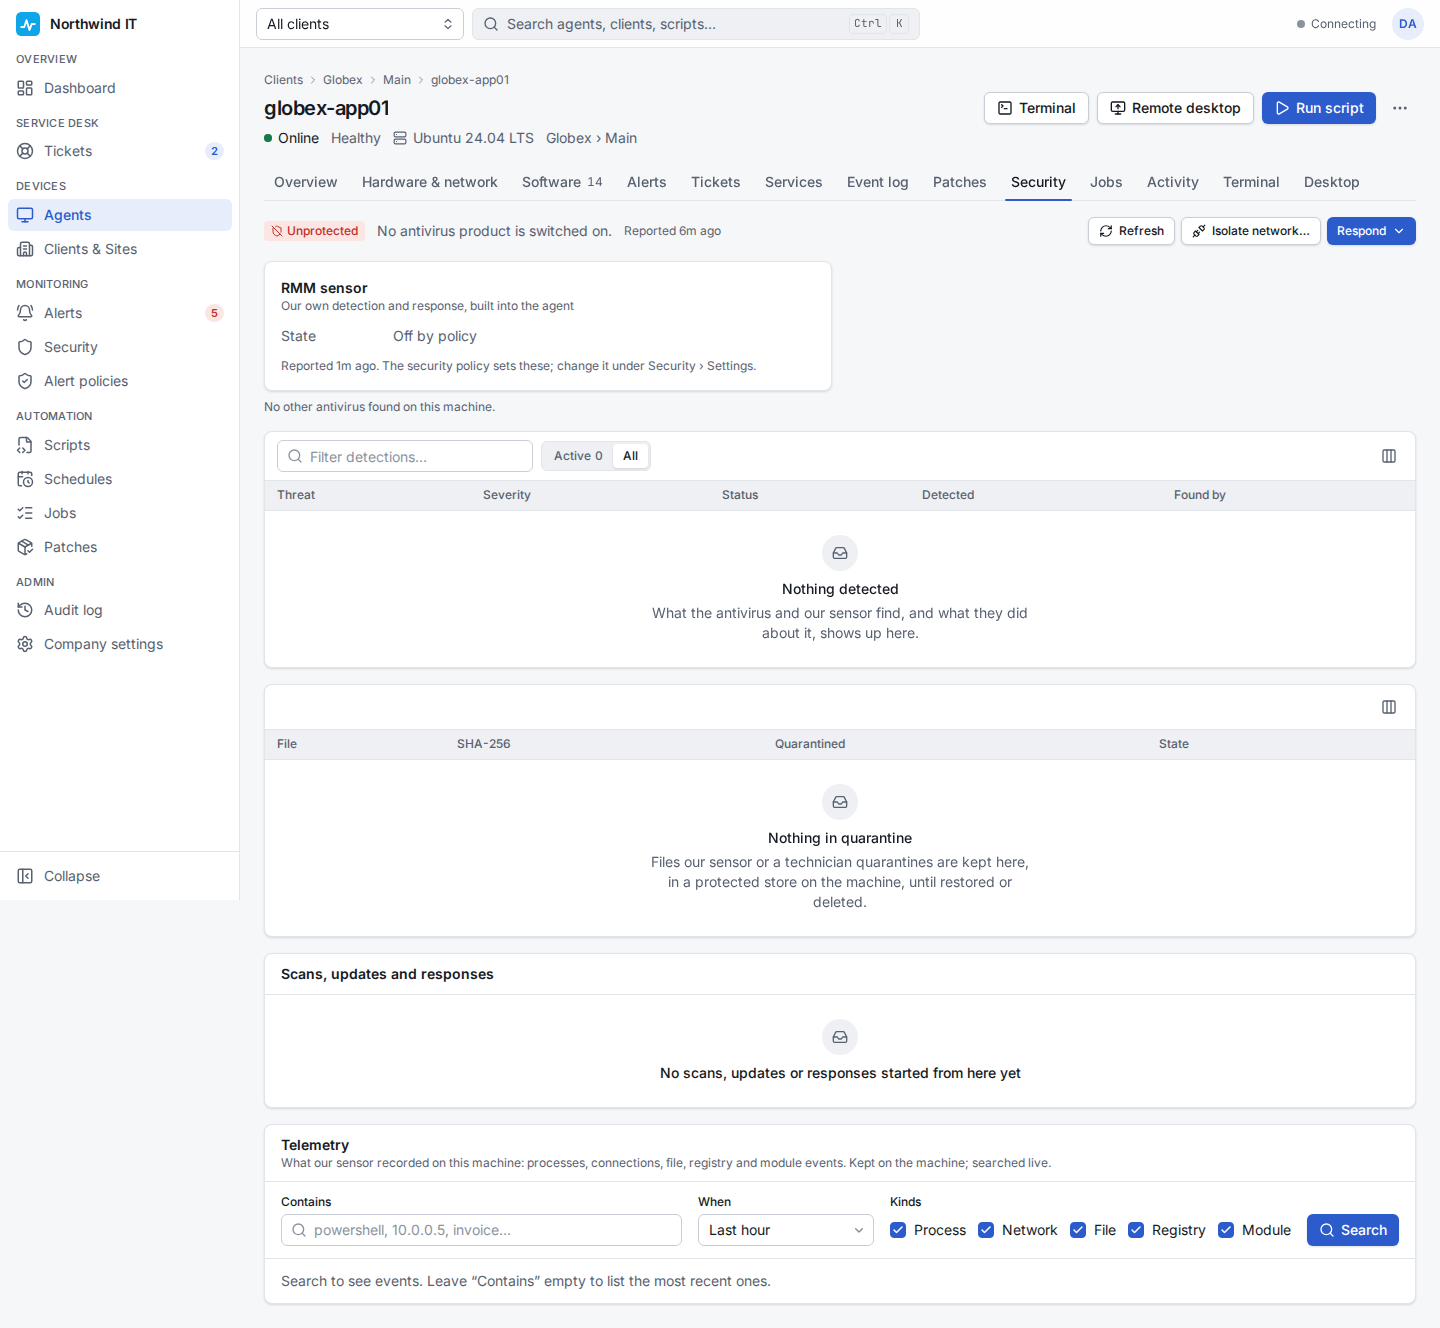 Northwind IT
All clients
Search agents, clients, scripts...
Ctrl K
Connecting
DA
OVERVIEW
Dashboard
SERVICE DESK
Tickets 2
DEVICES
Agents
Clients & Sites
MONITORING
Alerts 5
Security
Alert policies
AUTOMATION
Scripts
Schedules
Jobs
Patches
ADMIN
Audit log
Company settings
Collapse
Clients > Globex > Main > globex-app01
globex-app01
Terminal
Remote desktop
Run script
Online Healthy Ubuntu 24.04 LTS Globex › Main
Overview Hardware & network Software 14 Alerts Tickets Services Event log Patches Security Jobs Activity Terminal Desktop
Unprotected No antivirus product is switched on. Reported 6m ago
Refresh
Isolate network...
Respond
RMM sensor
Our own detection and response, built into the agent
State Off by policy
Reported 1m ago. The security policy sets these; change it under Security › Settings.
No other antivirus found on this machine.
Filter detections...
Active 0 All
Threat Severity Status Detected Found by
Nothing detected
What the antivirus and our sensor find, and what they did
about it, shows up here.
File SHA-256 Quarantined State
Nothing in quarantine
Files our sensor or a technician quarantines are kept here,
in a protected store on the machine, until restored or
deleted.
Scans, updates and responses
No scans, updates or responses started from here yet
Telemetry
What our sensor recorded on this machine: processes, connections, file, registry and module events. Kept on the machine; searched live.
Contains When Kinds
powershell, 10.0.0.5, invoice... Last hour Process Network File Registry Module Search
Search to see events. Leave “Contains” empty to list the most recent ones.